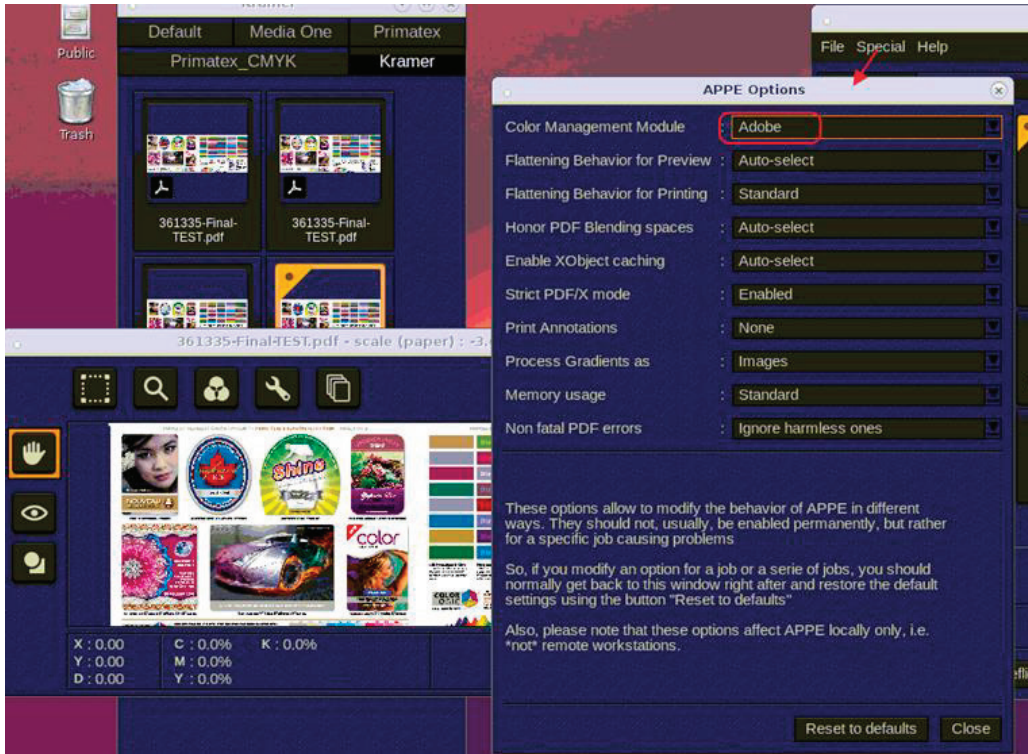 Public
Trash
Kramer
Default Media One Primatex
Primatex_CMYK Kramer
361335-Final-
TEST.pdf
361335-Final-
TEST.pdf
361335-Final-TEST.pdf - scale (paper) : -3.
NOUVEAU
Shine
color
COLOR
LOGIC
X : 0.00 C : 0.0% K : 0.0%
Y : 0.00 M : 0.0%
D : 0.00 Y : 0.0%
File Special Help
APPE Options
Color Management Module : Adobe
Flattening Behavior for Preview : Auto-select
Flattening Behavior for Printing : Standard
Honor PDF Blending spaces : Auto-select
Enable XObject caching : Auto-select
Strict PDF/X mode : Enabled
Print Annotations : None
Process Gradients as : Images
Memory usage : Standard
Non fatal PDF errors : Ignore harmless ones
These options allow to modify the behavior of APPE in different
ways. They should not, usually, be enabled permanently, but rather
for a specific job causing problems
So, if you modify an option for a job or a serie of jobs, you should
normally get back to this window right after and restore the default
settings using the button "Reset to defaults"
Also, please note that these options affect APPE locally only, i.e.
*not* remote workstations.
Reset to defaults Close